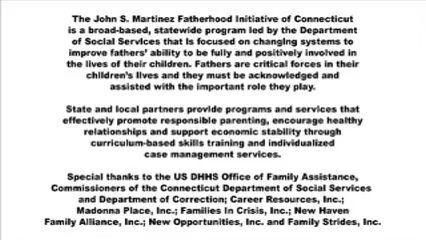 The John S. Martinez Fatherhood Initiative of Connecticut
is a broad-based, statewide program led by the Department
of Social Services that is focused on changing systems to
improve fathers' ability to be fully and positively involved in
the lives of their children. Fathers are critical forces in their
children's lives and they must be acknowledged and
assisted with the important role they play.
State and local partners provide programs and services that
effectively promote responsible parenting, encourage healthy
relationships and support economic stability through
curriculum-based skills training and individualized
case management services.
Special thanks to the US DHHS Office of Family Assistance,
Commissioners of the Connecticut Department of Social Services
and Department of Correction; Career Resources, Inc.;
Madonna Place, Inc.; Families In Crisis, Inc.; New Haven
Family Alliance, Inc.; New Opportunities, Inc. and Family Strides, Inc.